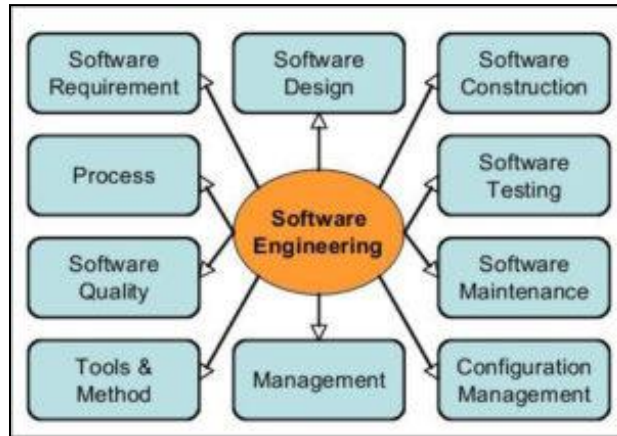 Software
Requirement
Software
Design
Software
Construction
Process
Software
Testing
Software
Engineering
Software
Quality
Software
Maintenance
Tools &
Method
Management
Configuration
Management